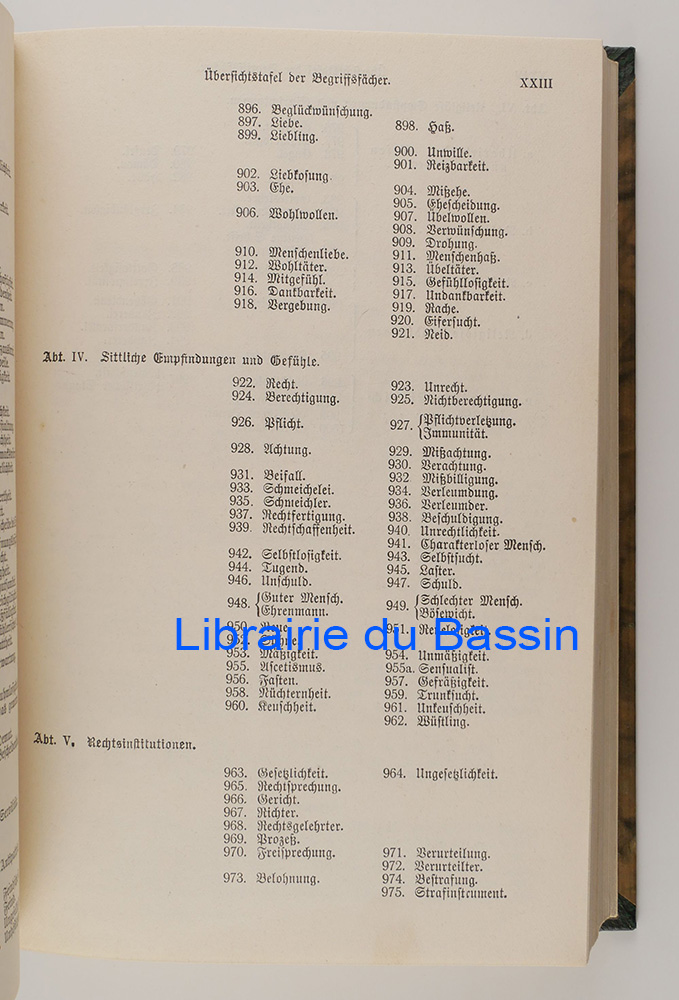 Übersichtstafel der Begriffsfächer. XXIII
896. Beglückwünschung.
897. Liebe. 898. Haß.
899. Liebling.
900. Unwille.
901. Reizbarkeit.
902. Liebkosung.
903. Ehe. 904. Mißehe.
905. Ehescheidung.
906. Wohlwollen. 907. Übelwollen.
908. Verwünschung.
909. Drohung.
910. Menschenliebe. 911. Menschenhaß.
912. Wohltäter. 913. Übeltäter.
914. Mitgefühl. 915. Gefühllosigkeit.
916. Dankbarkeit. 917. Undankbarkeit.
918. Vergebung. 919. Rache.
920. Eifersucht.
921. Neid.
Abt. IV. Sittliche Empfindungen und Gefühle.
922. Recht. 923. Unrecht.
924. Berechtigung. 925. Nichtberechtigung.
926. Pflicht. 927. {Pflichtverletzung.
Immunität.
928. Achtung. 929. Mißachtung.
930. Verachtung.
931. Beifall. 932 Mißbilligung.
933. Schmeichelei. 934. Verleumdung.
935. Schmeichler. 936. Verleumder.
937. Rechtfertigung. 938. Beschuldigung.
939. Rechtschaffenheit. 940. Unrechtlichkeit.
941. Charakterloser Mensch.
942. Selbstlosigkeit. 943. Selbstsucht.
944. Tugend. 945. Laster.
946. Unschuld. 947. Schuld.
948. {Guter Mensch. 949. {Schlechter Mensch.
Ehrenmann. Bösewicht.
950. Reue. 951. Reuelosigkeit.
952. Sühne.
Librairie du Bassin
953. Mäßigkeit. 954. Unmäßigkeit.
955. Ascetismus. 955a. Sensualist.
956. Fasten. 957. Gefräßigkeit.
958. Nüchternheit. 959. Trunksucht.
960. Keuschheit. 961. Unkeuschheit.
962. Wüstling.
Abt. V. Rechtsinstitutionen.
963. Gesetzlichkeit. 964. Ungesetzlichkeit.
965. Rechtsprechung.
966. Gericht.
967. Richter.
968. Rechtsgelehrter.
969. Prozeß.
970. Freisprechung. 971. Verurteilung.
972. Verurteilter.
973. Belohnung. 974. Bestrafung.
975. Strafinstrument.